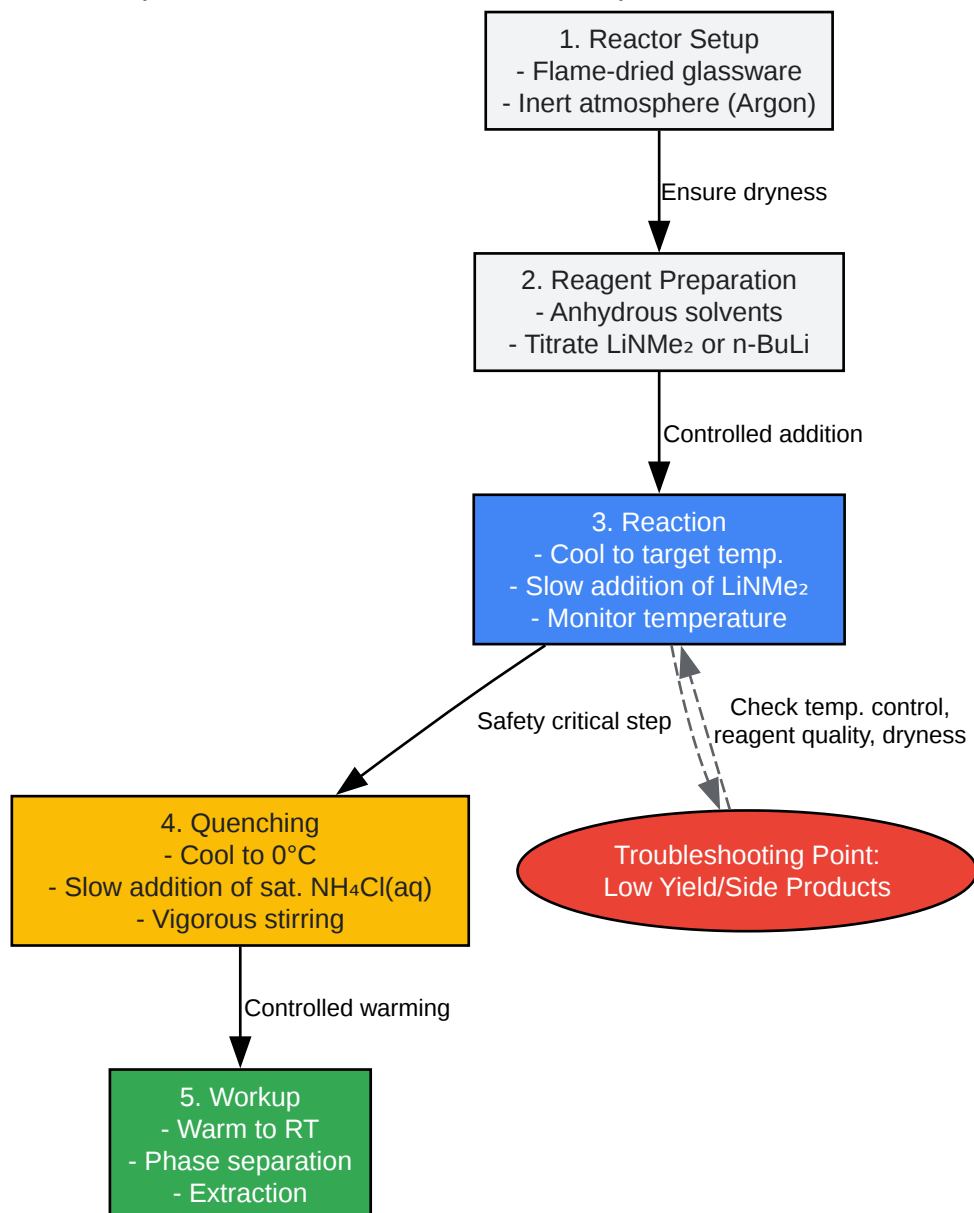 1. Reactor Setup
- Flame-dried glassware
- Inert atmosphere (Argon)
Ensure dryness
2. Reagent Preparation
- Anhydrous solvents
- Titrate LiNMe₂ or n-BuLi
Controlled addition
3. Reaction
- Cool to target temp.
- Slow addition of LiNMe₂
- Monitor temperature
Safety critical step
Check temp. control,
reagent quality, dryness
4. Quenching
- Cool to 0°C
- Slow addition of sat. NH₄Cl(aq)
- Vigorous stirring
Troubleshooting Point:
Low Yield/Side Products
Controlled warming
5. Workup
- Warm to RT
- Phase separation
- Extraction